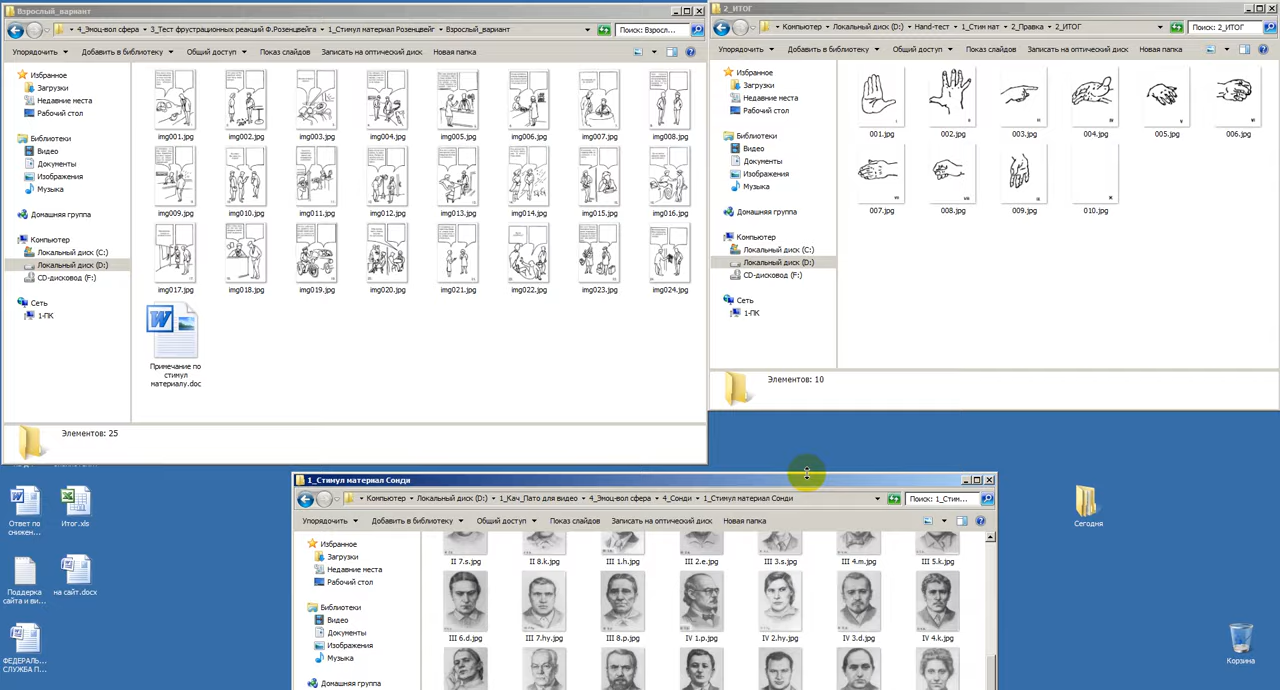 Взрослый_вариант
4_Эмоц-вол сфера
3_Тест фрустрационных реакций Ф.Розенцвейга
1_Стимул материал Розенцвейг
Взрослый_вариант
Поиск: Взросл...
Упорядочить
Добавить в библиотеку
Общий доступ
Показ слайдов
Записать на оптический диск
Новая папка
Избранное
Загрузки
Недавние места
Рабочий стол
Библиотеки
Видео
Документы
Изображения
Музыка
Домашняя группа
Компьютер
Локальный диск (C:)
Локальный диск (D:)
CD-дисковод (F:)
Сеть
1-ПК
img001.jpg
img002.jpg
img003.jpg
img004.jpg
img005.jpg
img006.jpg
img007.jpg
img008.jpg
img009.jpg
img010.jpg
img011.jpg
img012.jpg
img013.jpg
img014.jpg
img015.jpg
img016.jpg
img017.jpg
img018.jpg
img019.jpg
img020.jpg
img021.jpg
img022.jpg
img023.jpg
img024.jpg
Примечание по
стимул
материалу.doc
Элементов: 25
2_ИТОГ
Компьютер
Локальный диск (D:)
Hand-тест
1_Стим мат
2_Правка
2_ИТОГ
Поиск: 2_ИТОГ
Упорядочить
Добавить в библиотеку
Общий доступ
Показ слайдов
Записать на оптический диск
Новая папка
Избранное
Загрузки
Недавние места
Рабочий стол
Библиотеки
Видео
Документы
Изображения
Музыка
Домашняя группа
Компьютер
Локальный диск (C:)
Локальный диск (D:)
CD-дисковод (F:)
Сеть
1-ПК
001.jpg
002.jpg
003.jpg
004.jpg
005.jpg
006.jpg
007.jpg
008.jpg
009.jpg
010.jpg
Элементов: 10
1_Стимул материал Сонди
Компьютер
Локальный диск (D:)
1_Кач_Пато для видео
4_Эмоц-вол сфера
4_Сонди
1_Стимул материал Сонди
Поиск: 1_Стим...
Упорядочить
Добавить в библиотеку
Общий доступ
Показ слайдов
Записать на оптический диск
Новая папка
Избранное
Загрузки
Недавние места
Рабочий стол
Библиотеки
Видео
Документы
Изображения
Музыка
Домашняя группа
II 7.s.jpg
II 8.k.jpg
III 1.h.jpg
III 2.e.jpg
III 3.s.jpg
III 4.m.jpg
III 5.k.jpg
III 6.d.jpg
III 7.hy.jpg
III 8.p.jpg
IV 1.p.jpg
IV 2.hy.jpg
IV 3.d.jpg
IV 4.k.jpg
Ответ по
снижен...
Итог.xls
Поддержка
сайта и ви...
на сайт.docx
ФЕДЕРАЛЬ...
СЛУЖБА П...
Сегодня
Корзина